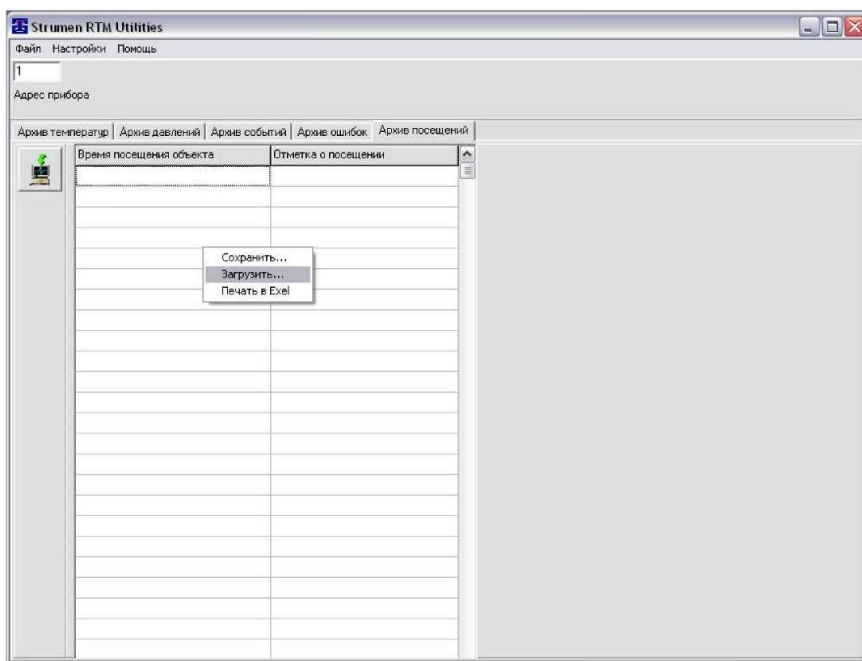 Strumen RTM Utilities
Файл Настройки Помощь
1
Адрес прибора
Архив температур Архив давлений Архив событий Архив ошибок Архив посещений
Время посещения объекта Отметка о посещении
Сохранить...
Загрузить...
Печать в Exel